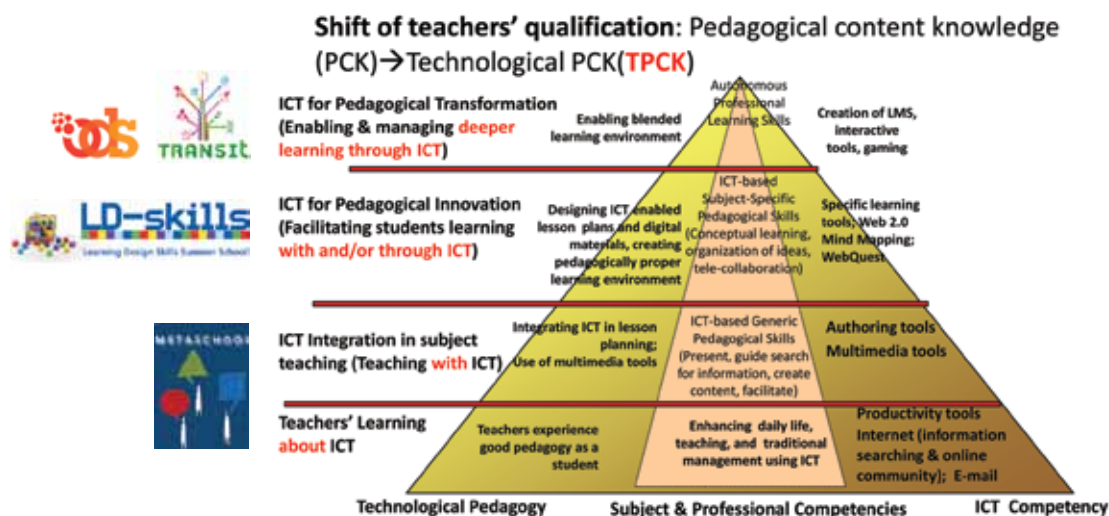 Shift of teachers' qualification: Pedagogical content knowledge
(PCK)→Technological PCK(TPCK)
ods
TRANSIT
ICT for Pedagogical Transformation
(Enabling & managing deeper
learning through ICT)
Enabling blended
learning environment
Autonomous
Professional
Learning Skills
Creation of LMS,
interactive
tools, gaming
LD-skills
Learning Design Skills Summer School
ICT for Pedagogical Innovation
(Facilitating students learning
with and/or through ICT)
Designing ICT enabled
lesson plans and digital
materials, creating
pedagogically proper
learning environment
ICT-based
Subject-Specific
Pedagogical Skills
(Conceptual learning,
organization of ideas,
tele-collaboration)
Specific learning
tools; Web 2.0
Mind Mapping;
WebQuest
METASCHOOL
ICT Integration in subject
teaching (Teaching with ICT)
Integrating ICT in lesson
planning;
Use of multimedia tools
ICT-based Generic
Pedagogical Skills
(Present, guide search
for information, create
content, facilitate)
Authoring tools
Multimedia tools
Teachers' Learning
about ICT
Teachers experience
good pedagogy as a
student
Enhancing daily life,
teaching, and traditional
management using ICT
Productivity tools
Internet (information
searching & online
community); E-mail
Technological Pedagogy
Subject & Professional Competencies
ICT Competency